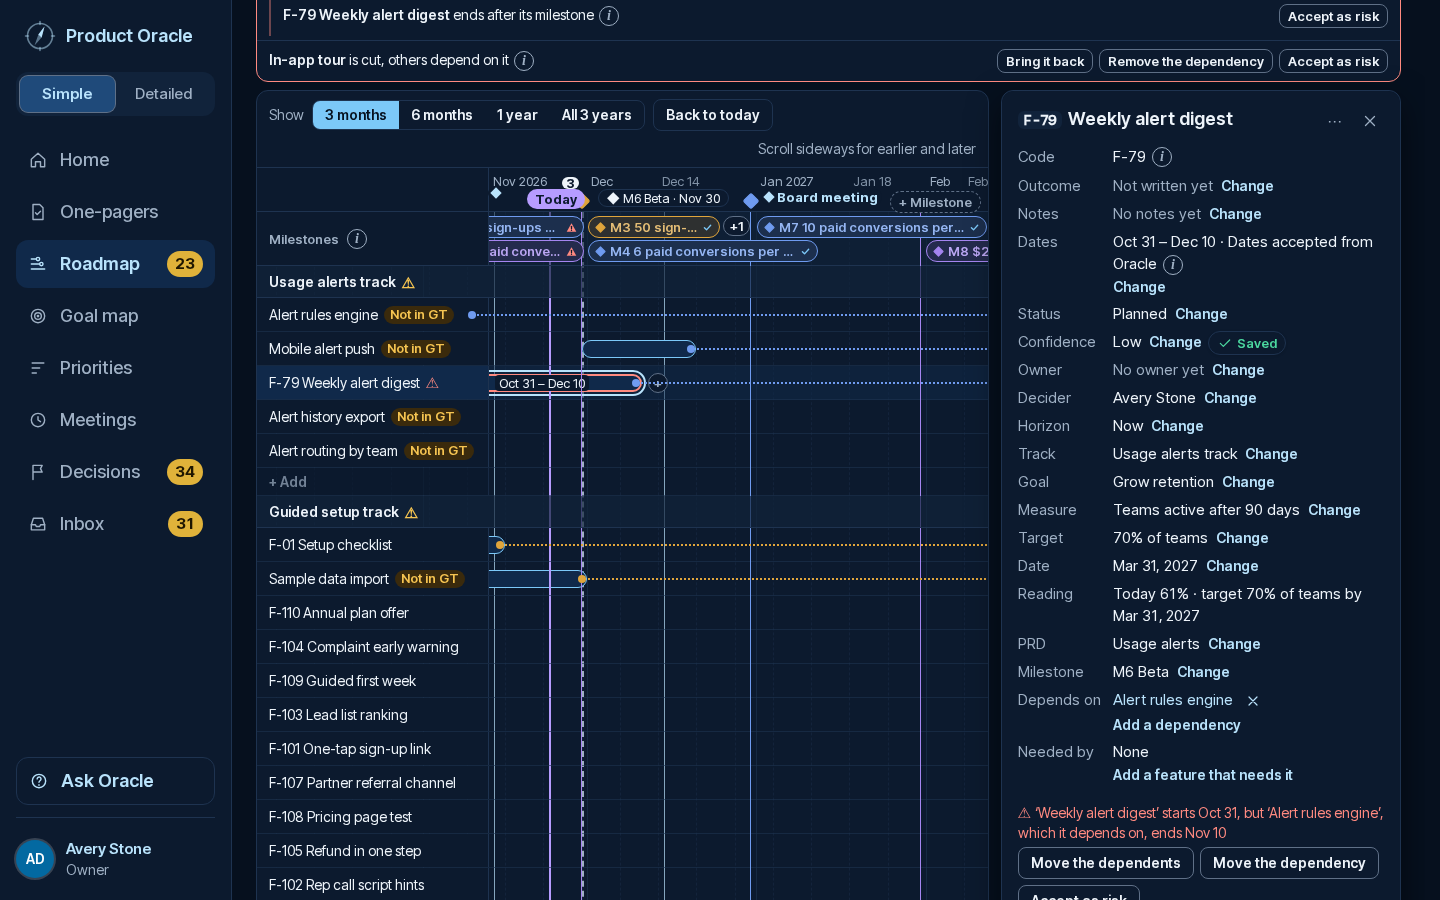 Product Oracle
Simple Detailed
Home
One-pagers
Roadmap 23
Goal map
Priorities
Meetings
Decisions 34
Inbox 31
Ask Oracle
AD Avery Stone
Owner
F-79 Weekly alert digest ends after its milestone i Accept as risk
In-app tour is cut, others depend on it i Bring it back Remove the dependency Accept as risk
Show 3 months 6 months 1 year All 3 years Back to today
Scroll sideways for earlier and later
Nov 2026 3 Dec Dec 14 Jan 2027 Jan 18 Feb Feb
Today M6 Beta · Nov 30 Board meeting + Milestone
Milestones i
sign-ups ... M3 50 sign-... +1 M7 10 paid conversions per...
aid conve... M4 6 paid conversions per ... M8 $2
Usage alerts track
Alert rules engine Not in GT
Mobile alert push Not in GT
F-79 Weekly alert digest Oct 31 – Dec 10
Alert history export Not in GT
Alert routing by team Not in GT
+ Add
Guided setup track
F-01 Setup checklist
Sample data import Not in GT
F-110 Annual plan offer
F-104 Complaint early warning
F-109 Guided first week
F-103 Lead list ranking
F-101 One-tap sign-up link
F-107 Partner referral channel
F-108 Pricing page test
F-105 Refund in one step
F-102 Rep call script hints
F-79 Weekly alert digest ...
Code F-79 i
Outcome Not written yet Change
Notes No notes yet Change
Dates Oct 31 – Dec 10 · Dates accepted from
Oracle i
Change
Status Planned Change
Confidence Low Change Saved
Owner No owner yet Change
Decider Avery Stone Change
Horizon Now Change
Track Usage alerts track Change
Goal Grow retention Change
Measure Teams active after 90 days Change
Target 70% of teams Change
Date Mar 31, 2027 Change
Reading Today 61% · target 70% of teams by
Mar 31, 2027
PRD Usage alerts Change
Milestone M6 Beta Change
Depends on Alert rules engine
Add a dependency
Needed by None
Add a feature that needs it
‘Weekly alert digest’ starts Oct 31, but ‘Alert rules engine’,
which it depends on, ends Nov 10
Move the dependents Move the dependency
Accept as risk